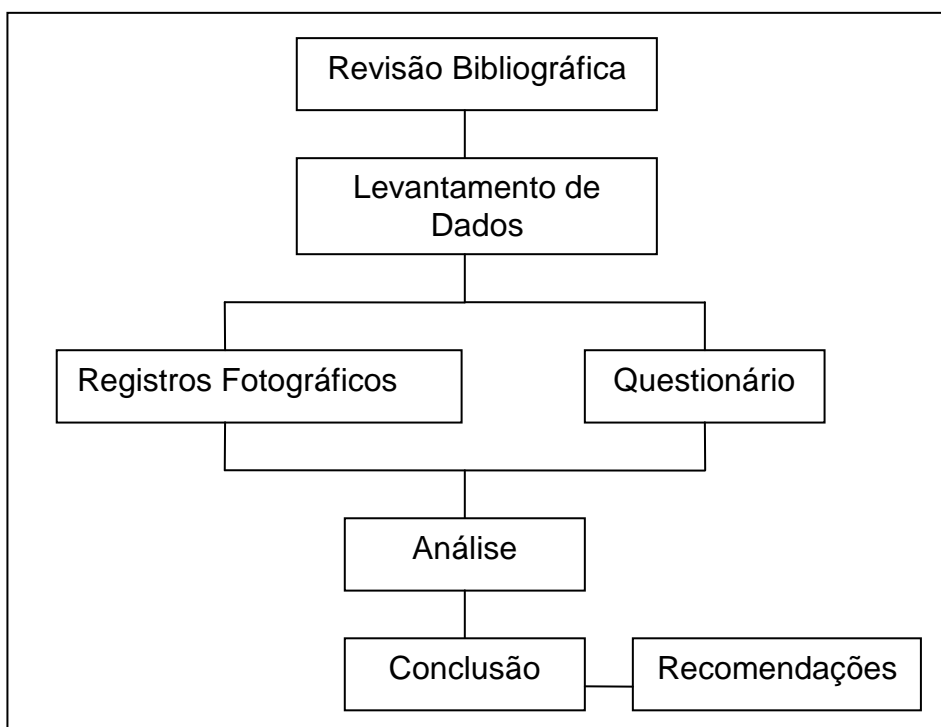 Revisão Bibliográfica
Levantamento de
Dados
Registros Fotográficos
Questionário
Análise
Conclusão
Recomendações